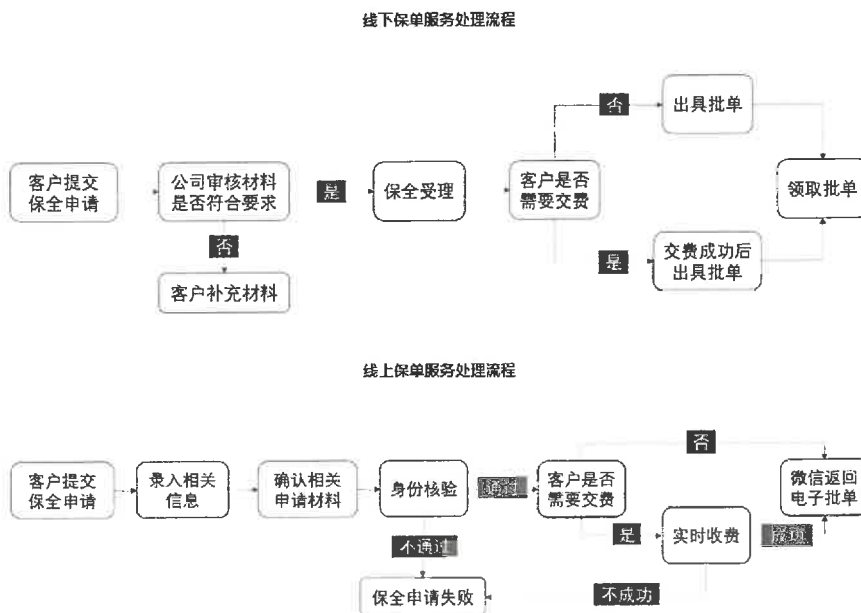 线下保单服务处理流程
否
出具批单
客户提交
保全申请
公司审核材料
是否符合要求
是
保全受理
客户是否
需要交费
领取批单
否
是
交费成功后
出具批单
客户补充材料
线上保单服务处理流程
否
客户提交
保全申请
录入相关
信息
确认相关
申请材料
身份核验
通过
客户是否
需要交费
微信返回
电子批单
是
实时收费
不通过
不成功
保全申请失败